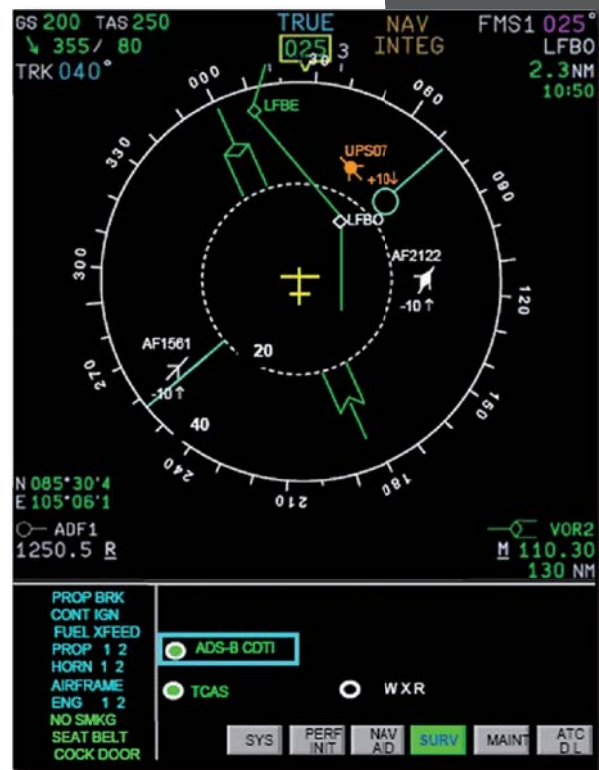 GS 200 TAS 250
355/ 80
TRK 040°
TRUE
025
NAV
INTEG
FMS1 025°
LFBO
2.3NM
10:50
3
30
000
060
330
LFBE
UPS07
+10↓
090
300
LFBO
AF2122
-10↑
120
AF1561
20
-10↑
270
40
150
240
210
180
N 085°30'4
E 105°06'1
ADF1
1250.5 R
VOR2
M 110.30
130 NM
PROP BRK
CONT IGN
FUEL XFEED
PROP 1 2
HORN 1 2
AIRFRAME
ENG 1 2
NO SMKG
SEAT BELT
COCK DOOR
ADS-B CDTI
TCAS
WXR
SYS
PERF
INIT
NAV
AID
SURV
MAINT
ATC
DL